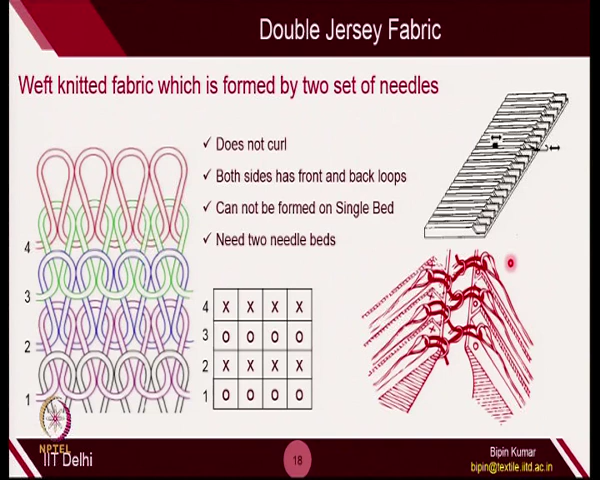 Double Jersey Fabric
Weft knitted fabric which is formed by two set of needles
✓ Does not curl
✓ Both sides has front and back loops
✓ Can not be formed on Single Bed
✓ Need two needle beds
4
3
2
1
4 X X X X
3 O O O O
2 X X X X
1 O O O O
NPTEL
IIT Delhi
18
Bipin Kumar
bipin@textile.iitd.ac.in